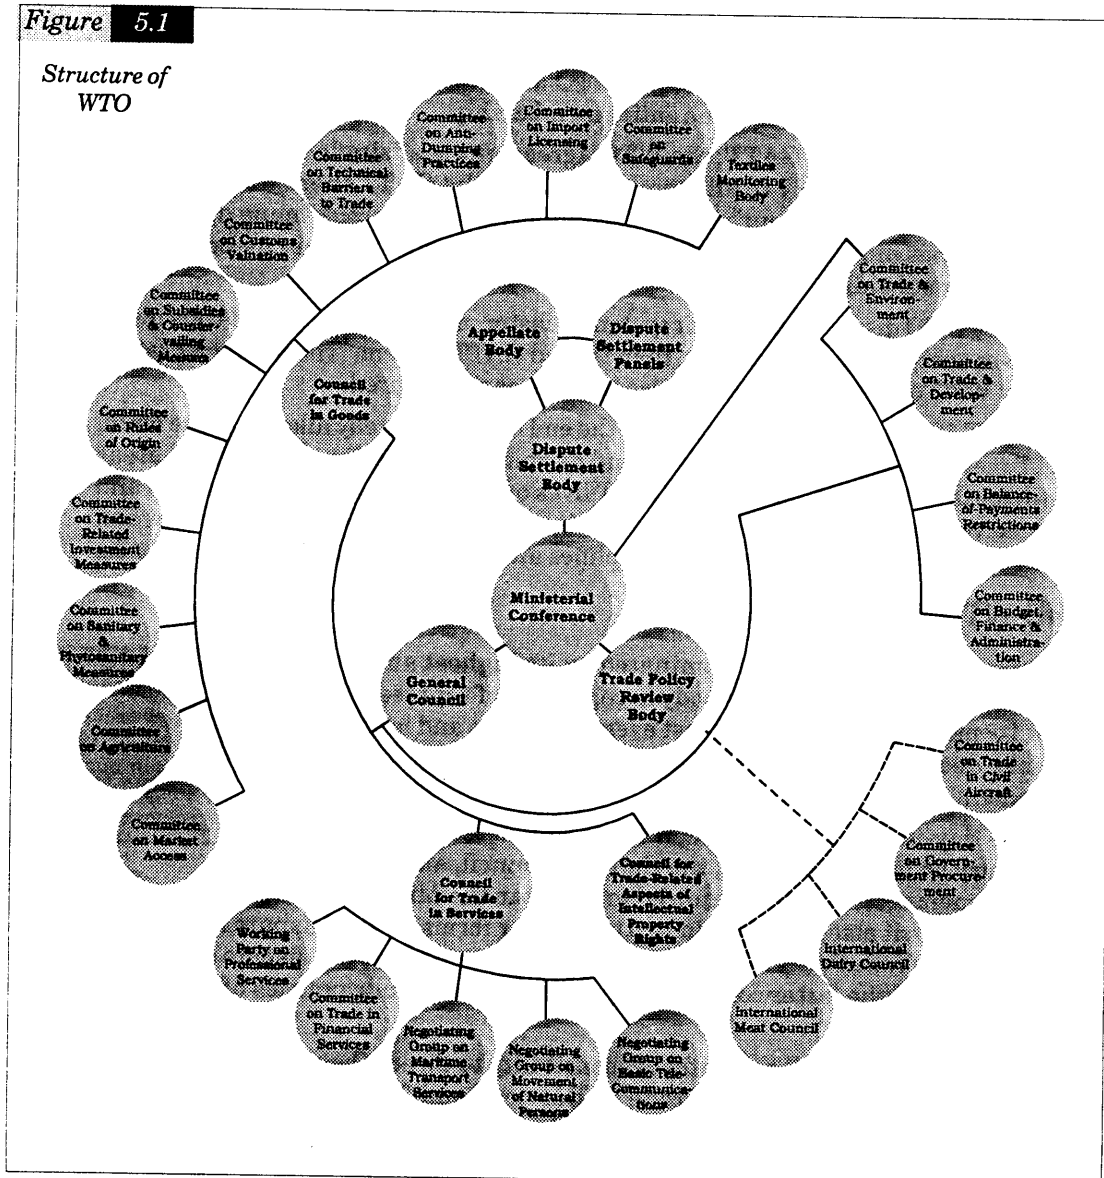 Figure 5.1
Structure of
WTO
Committee
on Import
Licensing
Committee
on Anti-
Dumping
Practices
Committee
on
Safeguards
Committee
on Technical
Barriers
to Trade
Textiles
Monitoring
Body
Committee
on Customs
Valuation
Committee
on Trade &
Environ-
ment
Committee
on Subsidies
& Counter-
vailing
Measurs
Appellate
Body
Dispute
Settlement
Panels
Council
for Trade
in Goods
Committee
on Trade &
Develop-
ment
Committee
on Rules
of Origin
Dispute
Settlement
Body
Committee
on Balance-
of-Payments
Restrictions
Committee
on Trade-
Related
Investment
Measures
Ministerial
Conference
Committee
on Budget,
Finance &
Administra-
tion
Committee
on Sanitary
&
Phytosanitary
Measures
General
Council
Trade Policy
Review
Body
Committee
on Agriculture
Committee
on Trade
in Civil
Aircraft
Committee
on Market
Access
Committee
on Govern-
ment Procure-
ment
Council
for Trade
in Services
Council for
Trade-Related
Aspects of
Intellectual
Property
Rights
Working
Party on
Professional
Services
International
Dairy Council
Committee
on Trade in
Financial
Services
International
Meat Council
Negotiating
Group on
Maritime
Transport
Services
Negotiating
Group on
Movement
of Natural
Persons
Negotiating
Group on
Basic Tele-
Communica-
tions